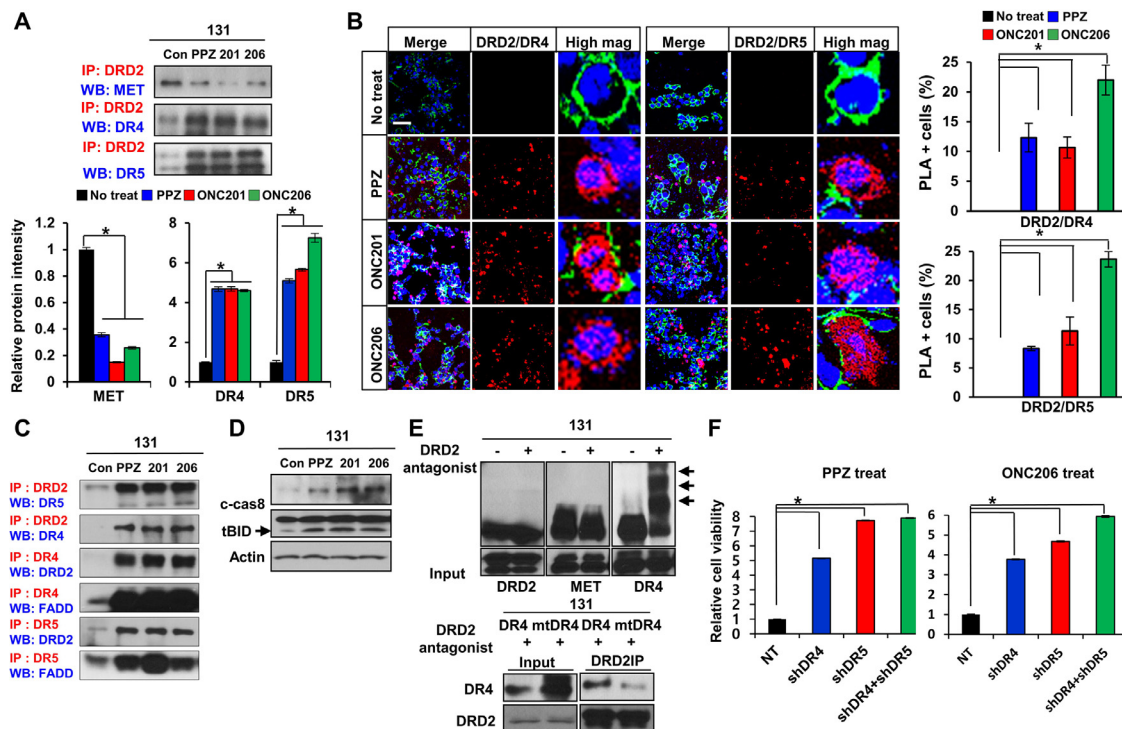 A
131
Con PPZ 201 206
IP: DRD2
WB: MET
IP: DRD2
WB: DR4
IP: DRD2
WB: DR5
No treat PPZ ONC201 ONC206
Relative protein intensity
1.2
1
0.8
0.6
0.4
0.2
0
*
MET
8
6
4
2
0
*
*
DR4 DR5
B
Merge DRD2/DR4 High mag Merge DRD2/DR5 High mag
No treat
PPZ
ONC201
ONC206
No treat PPZ
ONC201 ONC206
PLA + cells (%)
25
20
15
10
5
0
*
DRD2/DR4
PLA + cells (%)
25
20
15
10
5
0
*
DRD2/DR5
C
131
Con PPZ 201 206
IP : DRD2
WB: DR5
IP: DRD2
WB: DR4
IP: DR4
WB: DRD2
IP : DR4
WB: FADD
IP: DR5
WB: DRD2
IP : DR5
WB: FADD
D
131
Con PPZ 201 206
c-cas8
tBID
Actin
E
131
DRD2
antagonist
- + - + - +
Input
DRD2 MET DR4
131
DR4 mtDR4 DR4 mtDR4
DRD2
antagonist
+ + + +
Input DRD2IP
DR4
DRD2
F
PPZ treat
Relative cell viability
8
7
6
5
4
3
2
1
0
*
NT
shDR4
shDR5
shDR4+shDR5
ONC206 treat
6
5
4
3
2
1
0
*
NT
shDR4
shDR5
shDR4+shDR5